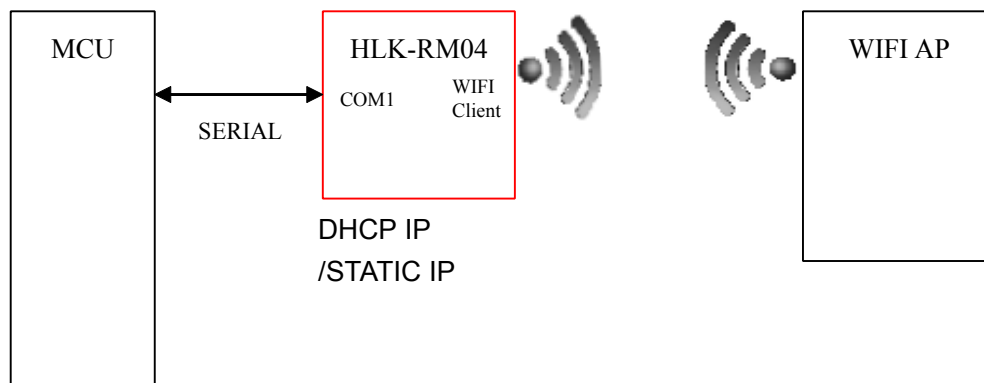 MCU
HLK-RM04
WIFI AP
COM1
WIFI
Client
SERIAL
DHCP IP
/STATIC IP